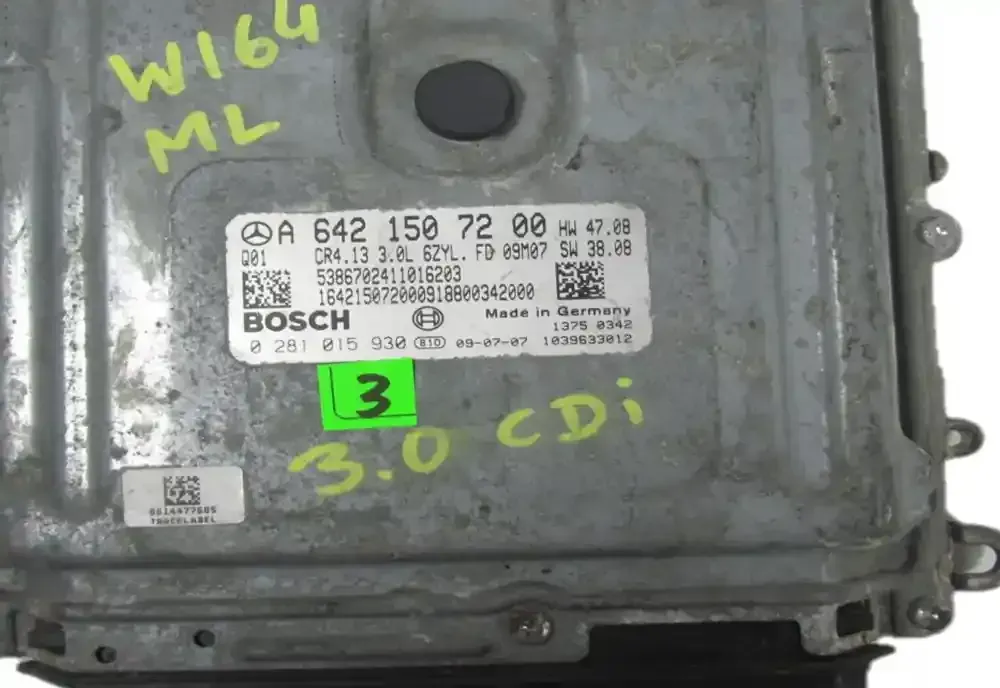 W164
ML
A 642 150 72 00 HW 47.08
Q01 CR4.13 3.0L 6ZYL. FD 09M07 SW 38.08
5386702411016203
164215072000918800342000
BOSCH Made in Germany
1375 0342
0 281 015 930 810 09-07-07 1039633012
3
3.0 CDi
TRACELABEL